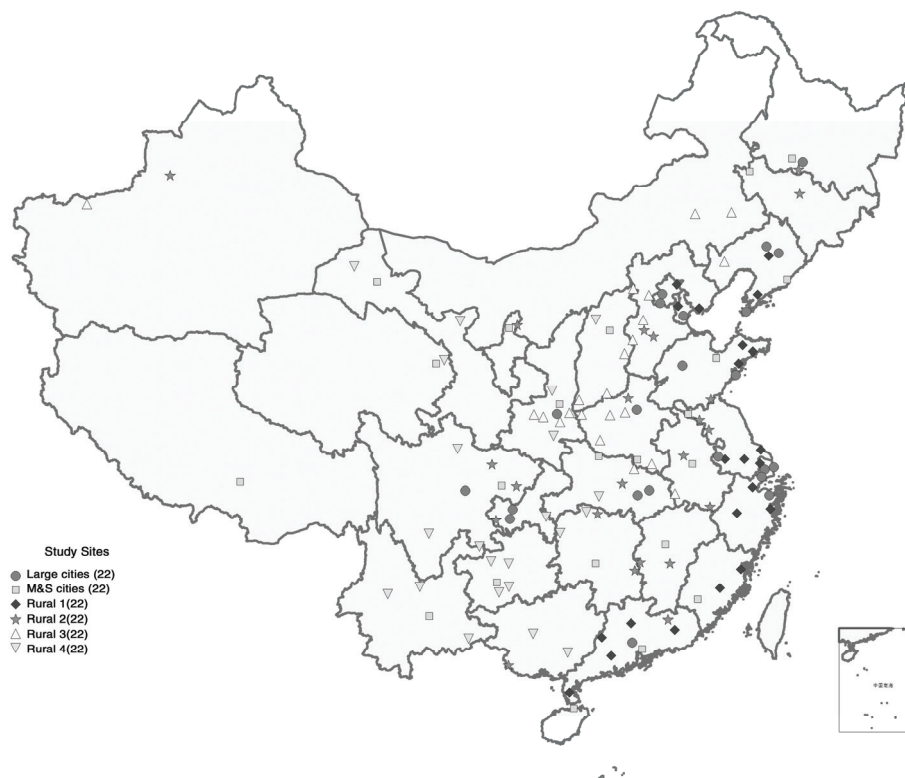 Study Sites
Large cities (22)
M&S cities (22)
Rural 1(22)
Rural 2(22)
Rural 3(22)
Rural 4(22)